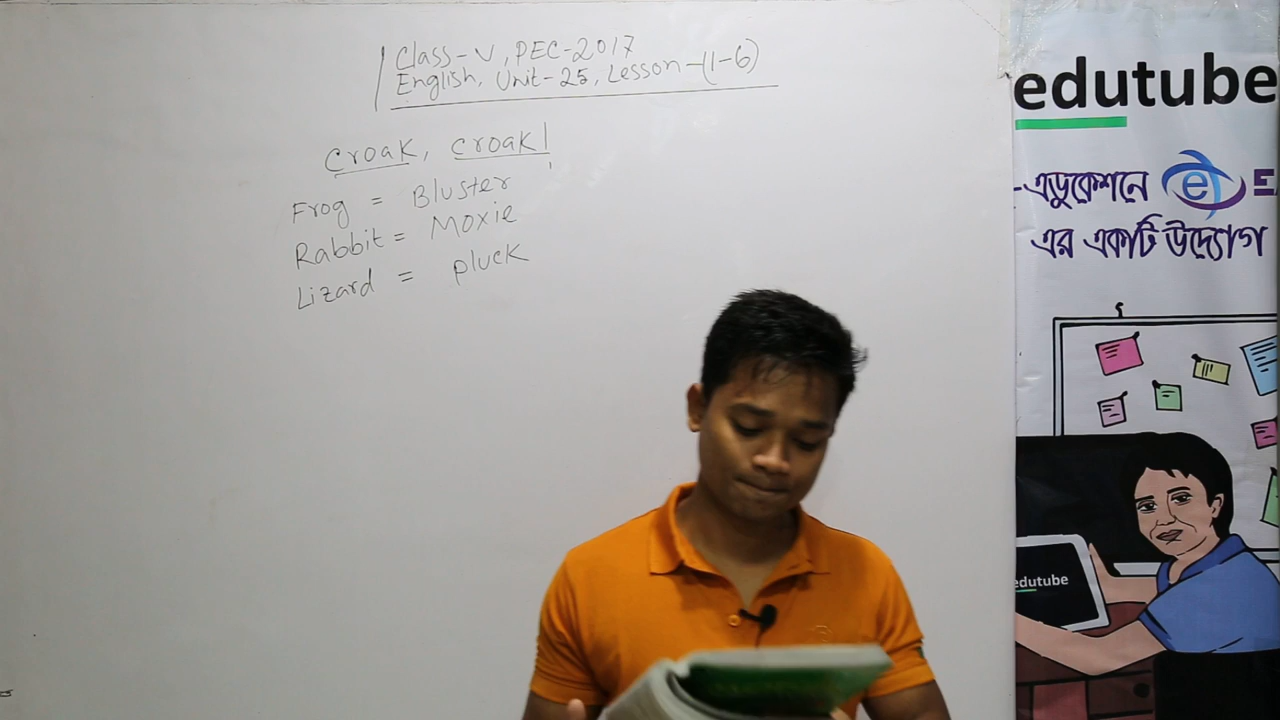 Class-V, PEC-2017
English, Unit-25, Lesson-(1-6)
Croak, croak!
Frog = Bluster
Rabbit = Moxie
Lizard = pluck
edutube
-এডুকেশনে e E
এর একটি উদ্যোগ
edutube